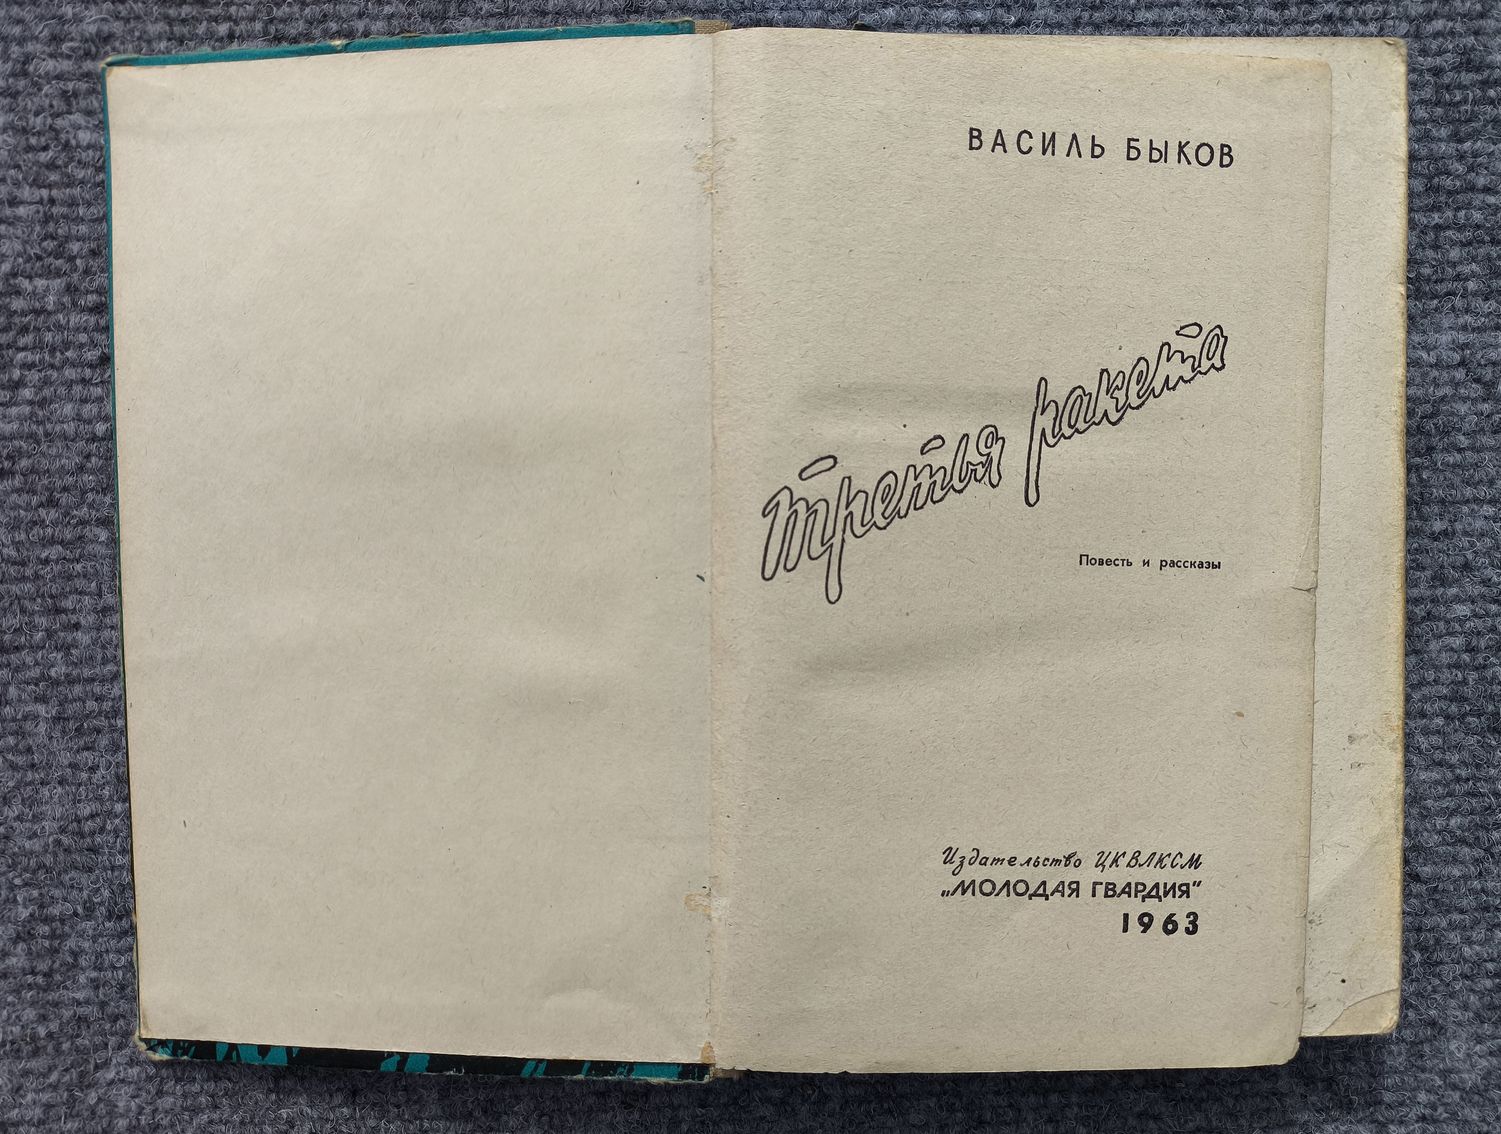 ВАСИЛЬ БЫКОВ
Третья ракета
Повесть и рассказы
Издательство ЦК ВЛКСМ
„МОЛОДАЯ ГВАРДИЯ“
1963